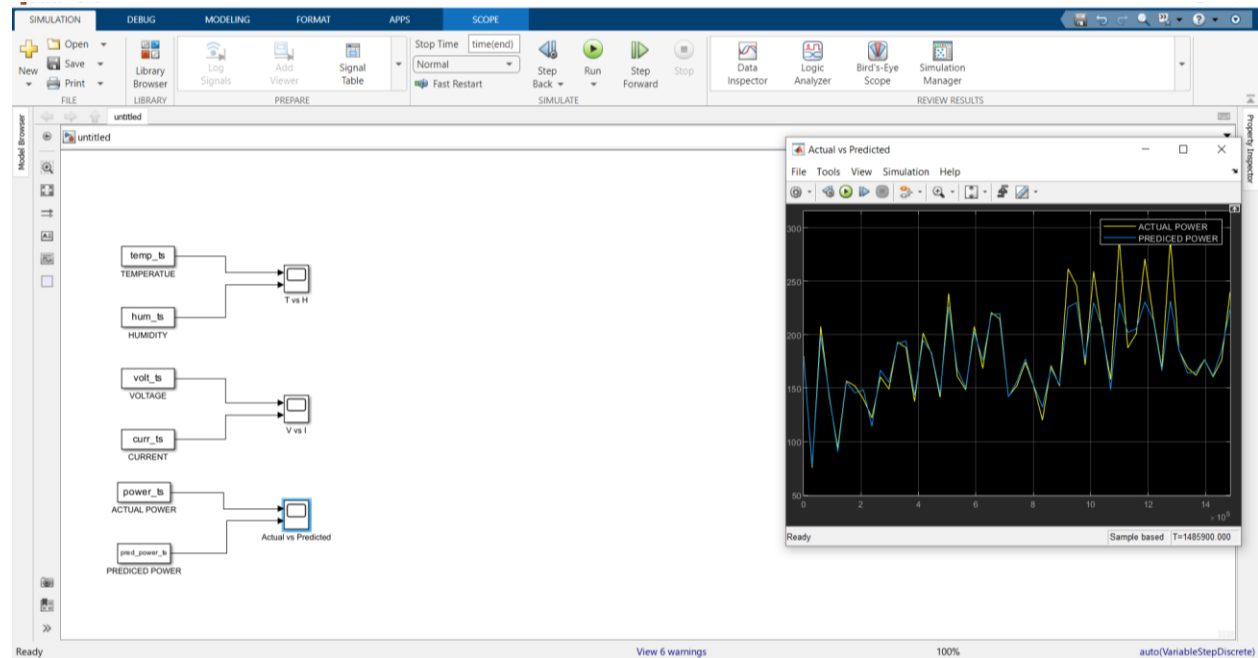 SIMULATION DEBUG MODELING FORMAT APPS SCOPE
New
Open
Save
Print
FILE
Library Browser
LIBRARY
Log Signals
Add Viewer
Signal Table
PREPARE
Stop Time time(end)
Normal
Fast Restart
Step Back
Run
Step Forward
Stop
SIMULATE
Data Inspector
Logic Analyzer
Bird's-Eye Scope
Simulation Manager
REVIEW RESULTS
Model Browser
Property Inspector
untitled
untitled
temp_ts
TEMPERATUE
hum_ts
HUMIDITY
T vs H
volt_ts
VOLTAGE
curr_ts
CURRENT
V vs I
power_ts
ACTUAL POWER
pred_power_ts
PREDICED POWER
Actual vs Predicted
Actual vs Predicted
File Tools View Simulation Help
ACTUAL POWER
PREDICED POWER
300
250
200
150
100
50
0 2 4 6 8 10 12 14
× 10⁵
Ready Sample based T=1485900.000
Ready View 6 warnings 100% auto(VariableStepDiscrete)